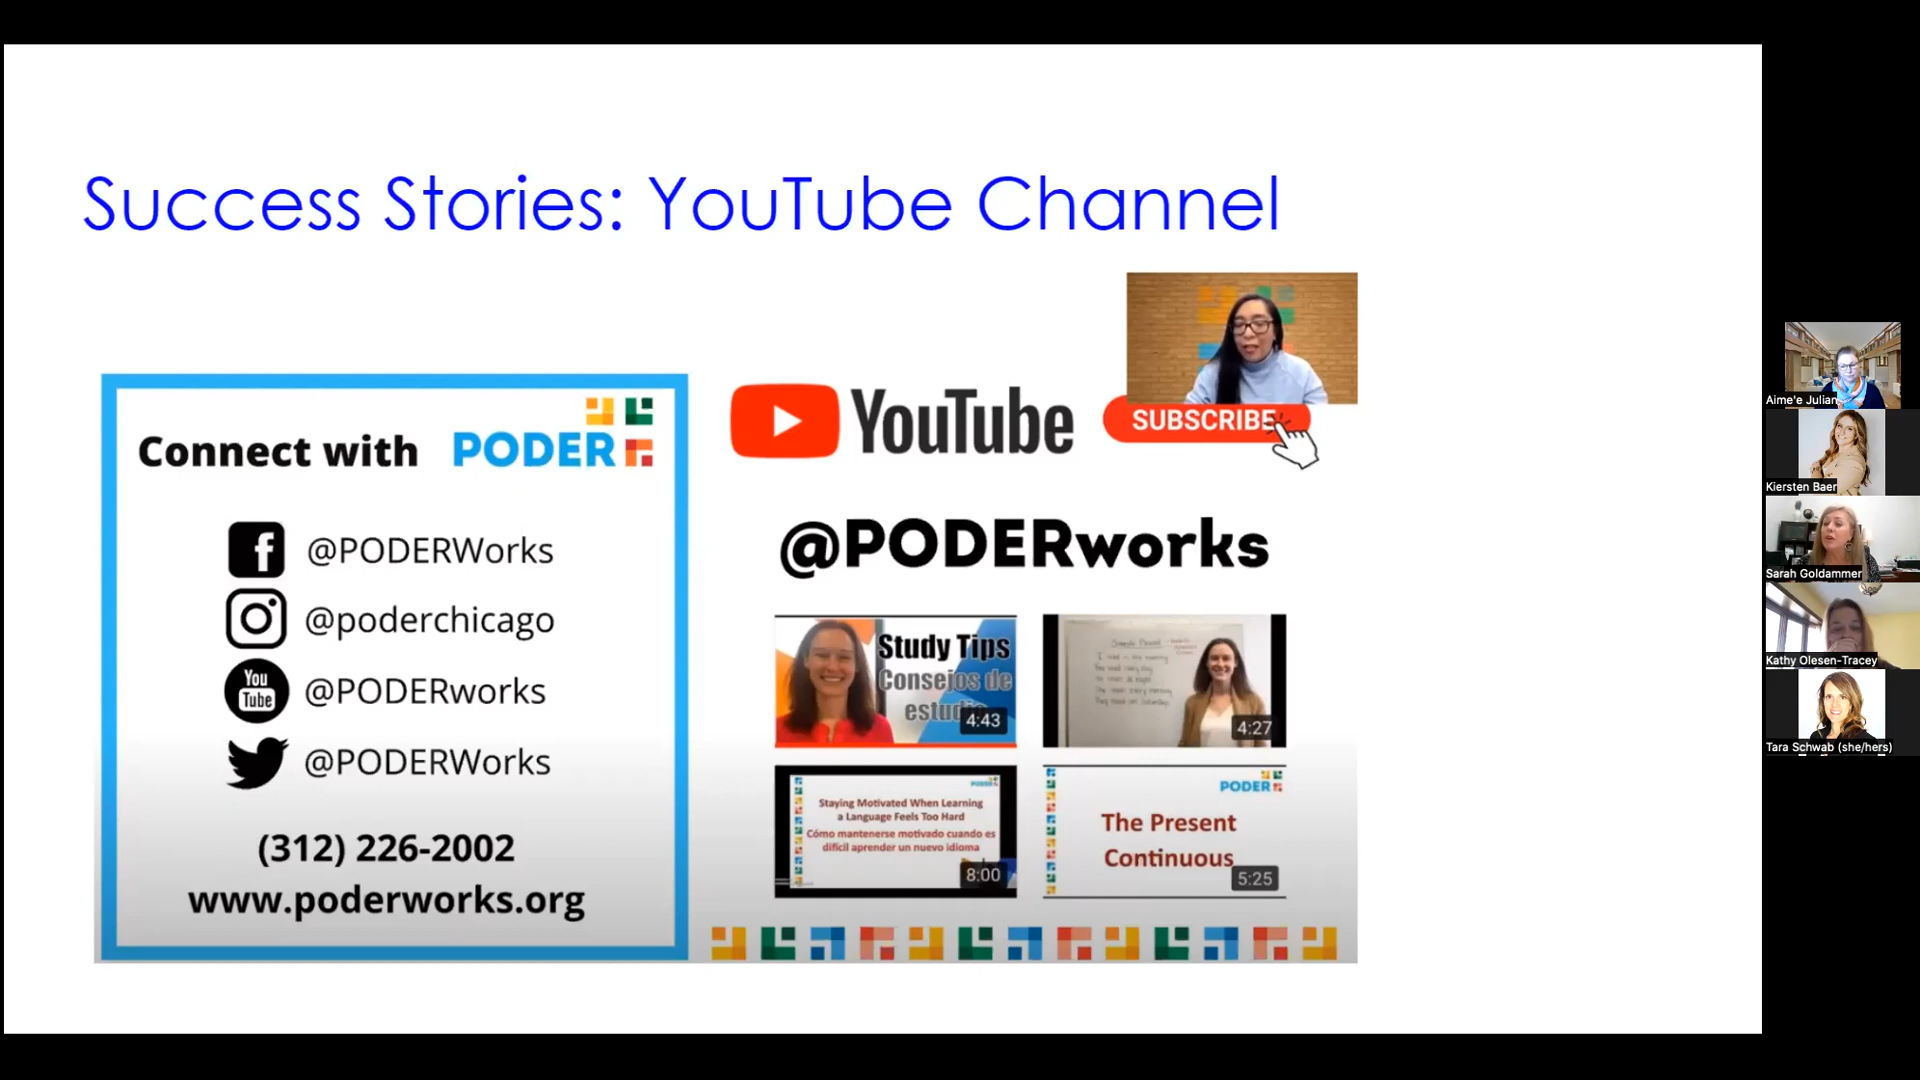 Success Stories: YouTube Channel
Connect with PODER
@PODERWorks
@poderchicago
You
Tube
@PODERworks
@PODERWorks
(312) 226-2002
www.poderworks.org
YouTube
SUBSCRIBE
@PODERworks
Study Tips
Consejos de
estudio
4:43
4:27
PODER
Staying Motivated When Learning
a Language Feels Too Hard
Cómo mantenerse motivado cuando es
difícil aprender un nuevo idioma
8:00
PODER
The Present
Continuous
5:25
Aime'e Julian
Kiersten Baer
Sarah Goldammer
Kathy Olesen-Tracey
Tara Schwab (she/hers)